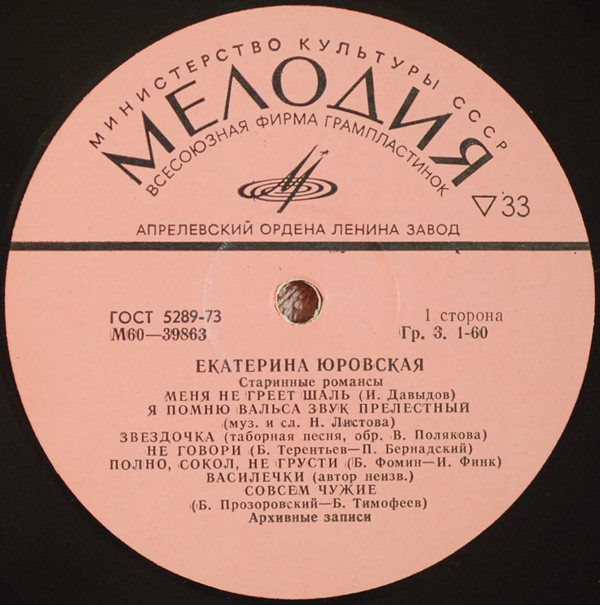 МИНИСТЕРСТВО КУЛЬТУРЫ СССР
МЕЛОДИЯ
ВСЕСОЮЗНАЯ ФИРМА ГРАМПЛАСТИНОК
▽33
АПРЕЛЕВСКИЙ ОРДЕНА ЛЕНИНА ЗАВОД
ГОСТ 5289-73
М60—39863
1 сторона
Гр. 3. 1-60
ЕКАТЕРИНА ЮРОВСКАЯ
Старинные романсы
МЕНЯ НЕ ГРЕЕТ ШАЛЬ (И. Давыдов)
Я ПОМНЮ ВАЛЬСА ЗВУК ПРЕЛЕСТНЫЙ
(муз. и сл. Н. Листова)
ЗВЕЗДОЧКА (таборная песня, обр. В. Полякова)
НЕ ГОВОРИ (Б. Терентьев—П. Бернадский)
ПОЛНО, СОКОЛ, НЕ ГРУСТИ (Б. Фомин—И. Финк)
ВАСИЛЕЧКИ (автор неизв.)
СОВСЕМ ЧУЖИЕ
(Б. Прозоровский—Б. Тимофеев)
Архивные записи